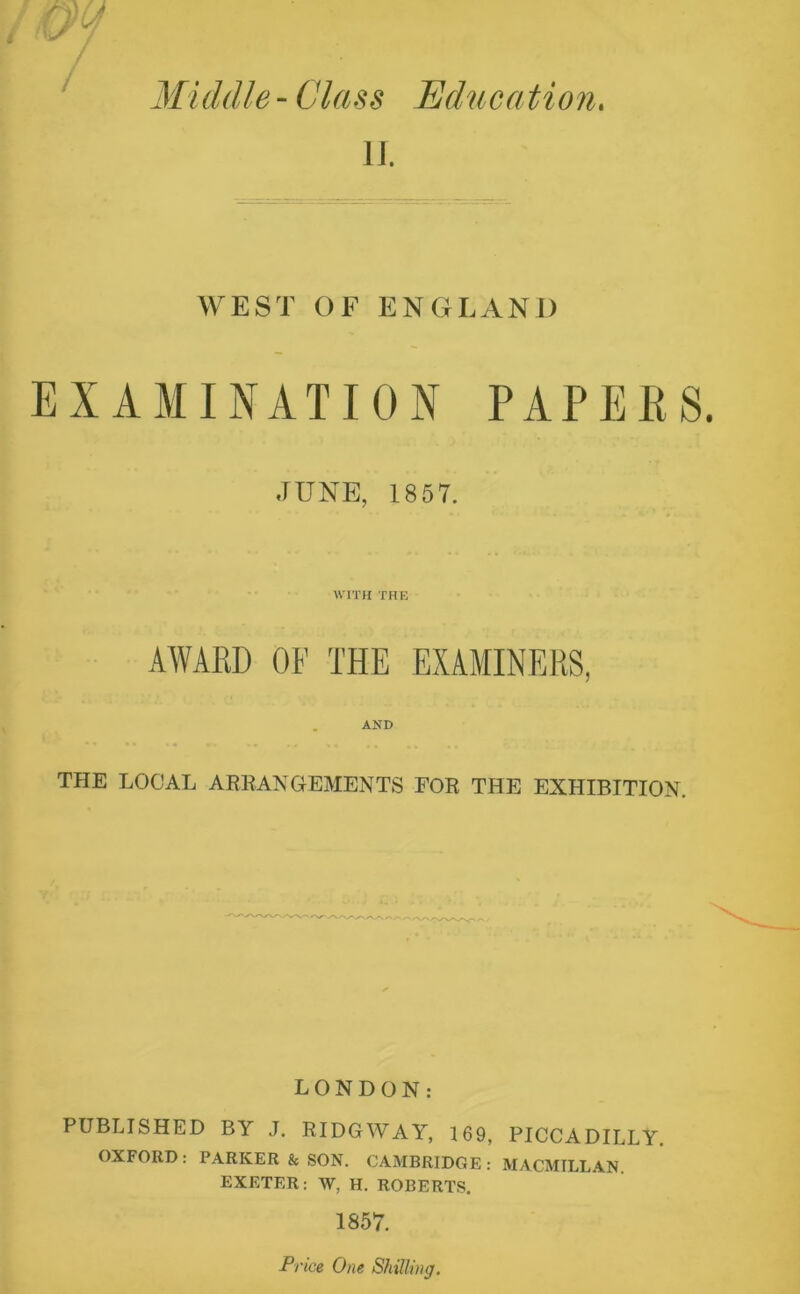 Middle-Class Education.
II.
WEST OF ENGLAND
EXAMINATION PAPERS.
JUNE, 1857.
WITH THE
AWARD OF THE EXAMINERS,
AND
THE LOCAL ARRANGEMENTS FOR THE EXHIBITION.
LONDON:
PUBLISHED BY J. RIDGWAY, 169, PICCADILLY.
OXFORD: PARKER & SON. CAMBRIDGE: MACMILLAN.
EXETER: W, H. ROBERTS.
1857.
Price One Shilling.